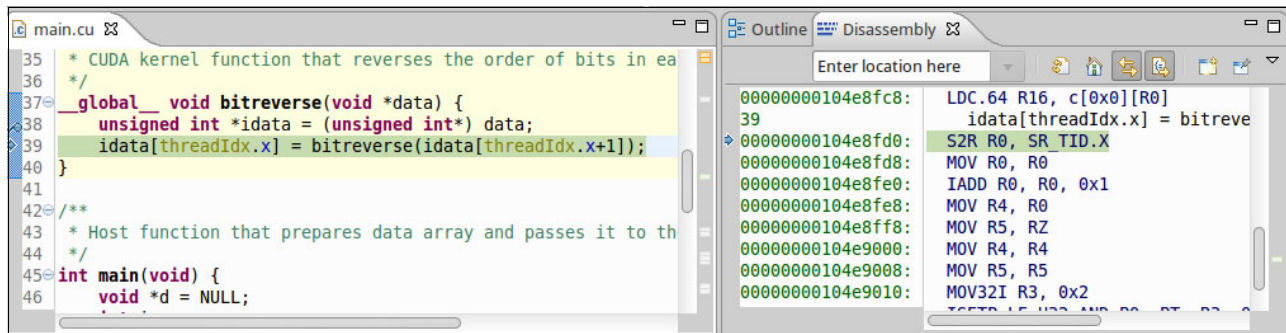 main.cu
35 * CUDA kernel function that reverses the order of bits in ea
36 */
37 __global__ void bitreverse(void *data) {
38 unsigned int *idata = (unsigned int*) data;
39 idata[threadIdx.x] = bitreverse(idata[threadIdx.x+1]);
40 }
41
42 /**
43 * Host function that prepares data array and passes it to th
44 */
45 int main(void) {
46 void *d = NULL;
Outline Disassembly
Enter location here
00000000104e8fc8: LDC.64 R16, c[0x0][R0]
39 idata[threadIdx.x] = bitreve
00000000104e8fd0: S2R R0, SR_TID.X
00000000104e8fd8: MOV R0, R0
00000000104e8fe0: IADD R0, R0, 0x1
00000000104e8fe8: MOV R4, R0
00000000104e8ff8: MOV R5, RZ
00000000104e9000: MOV R4, R4
00000000104e9008: MOV R5, R5
00000000104e9010: MOV32I R3, 0x2